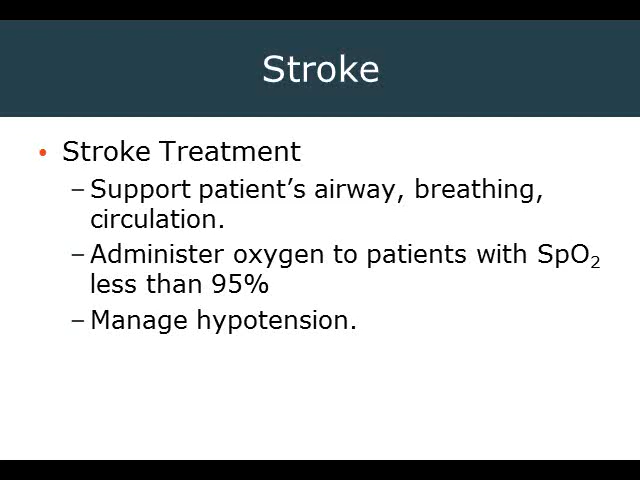 Stroke
• Stroke Treatment
–Support patient’s airway, breathing,
circulation.
–Administer oxygen to patients with SpO₂
less than 95%
–Manage hypotension.